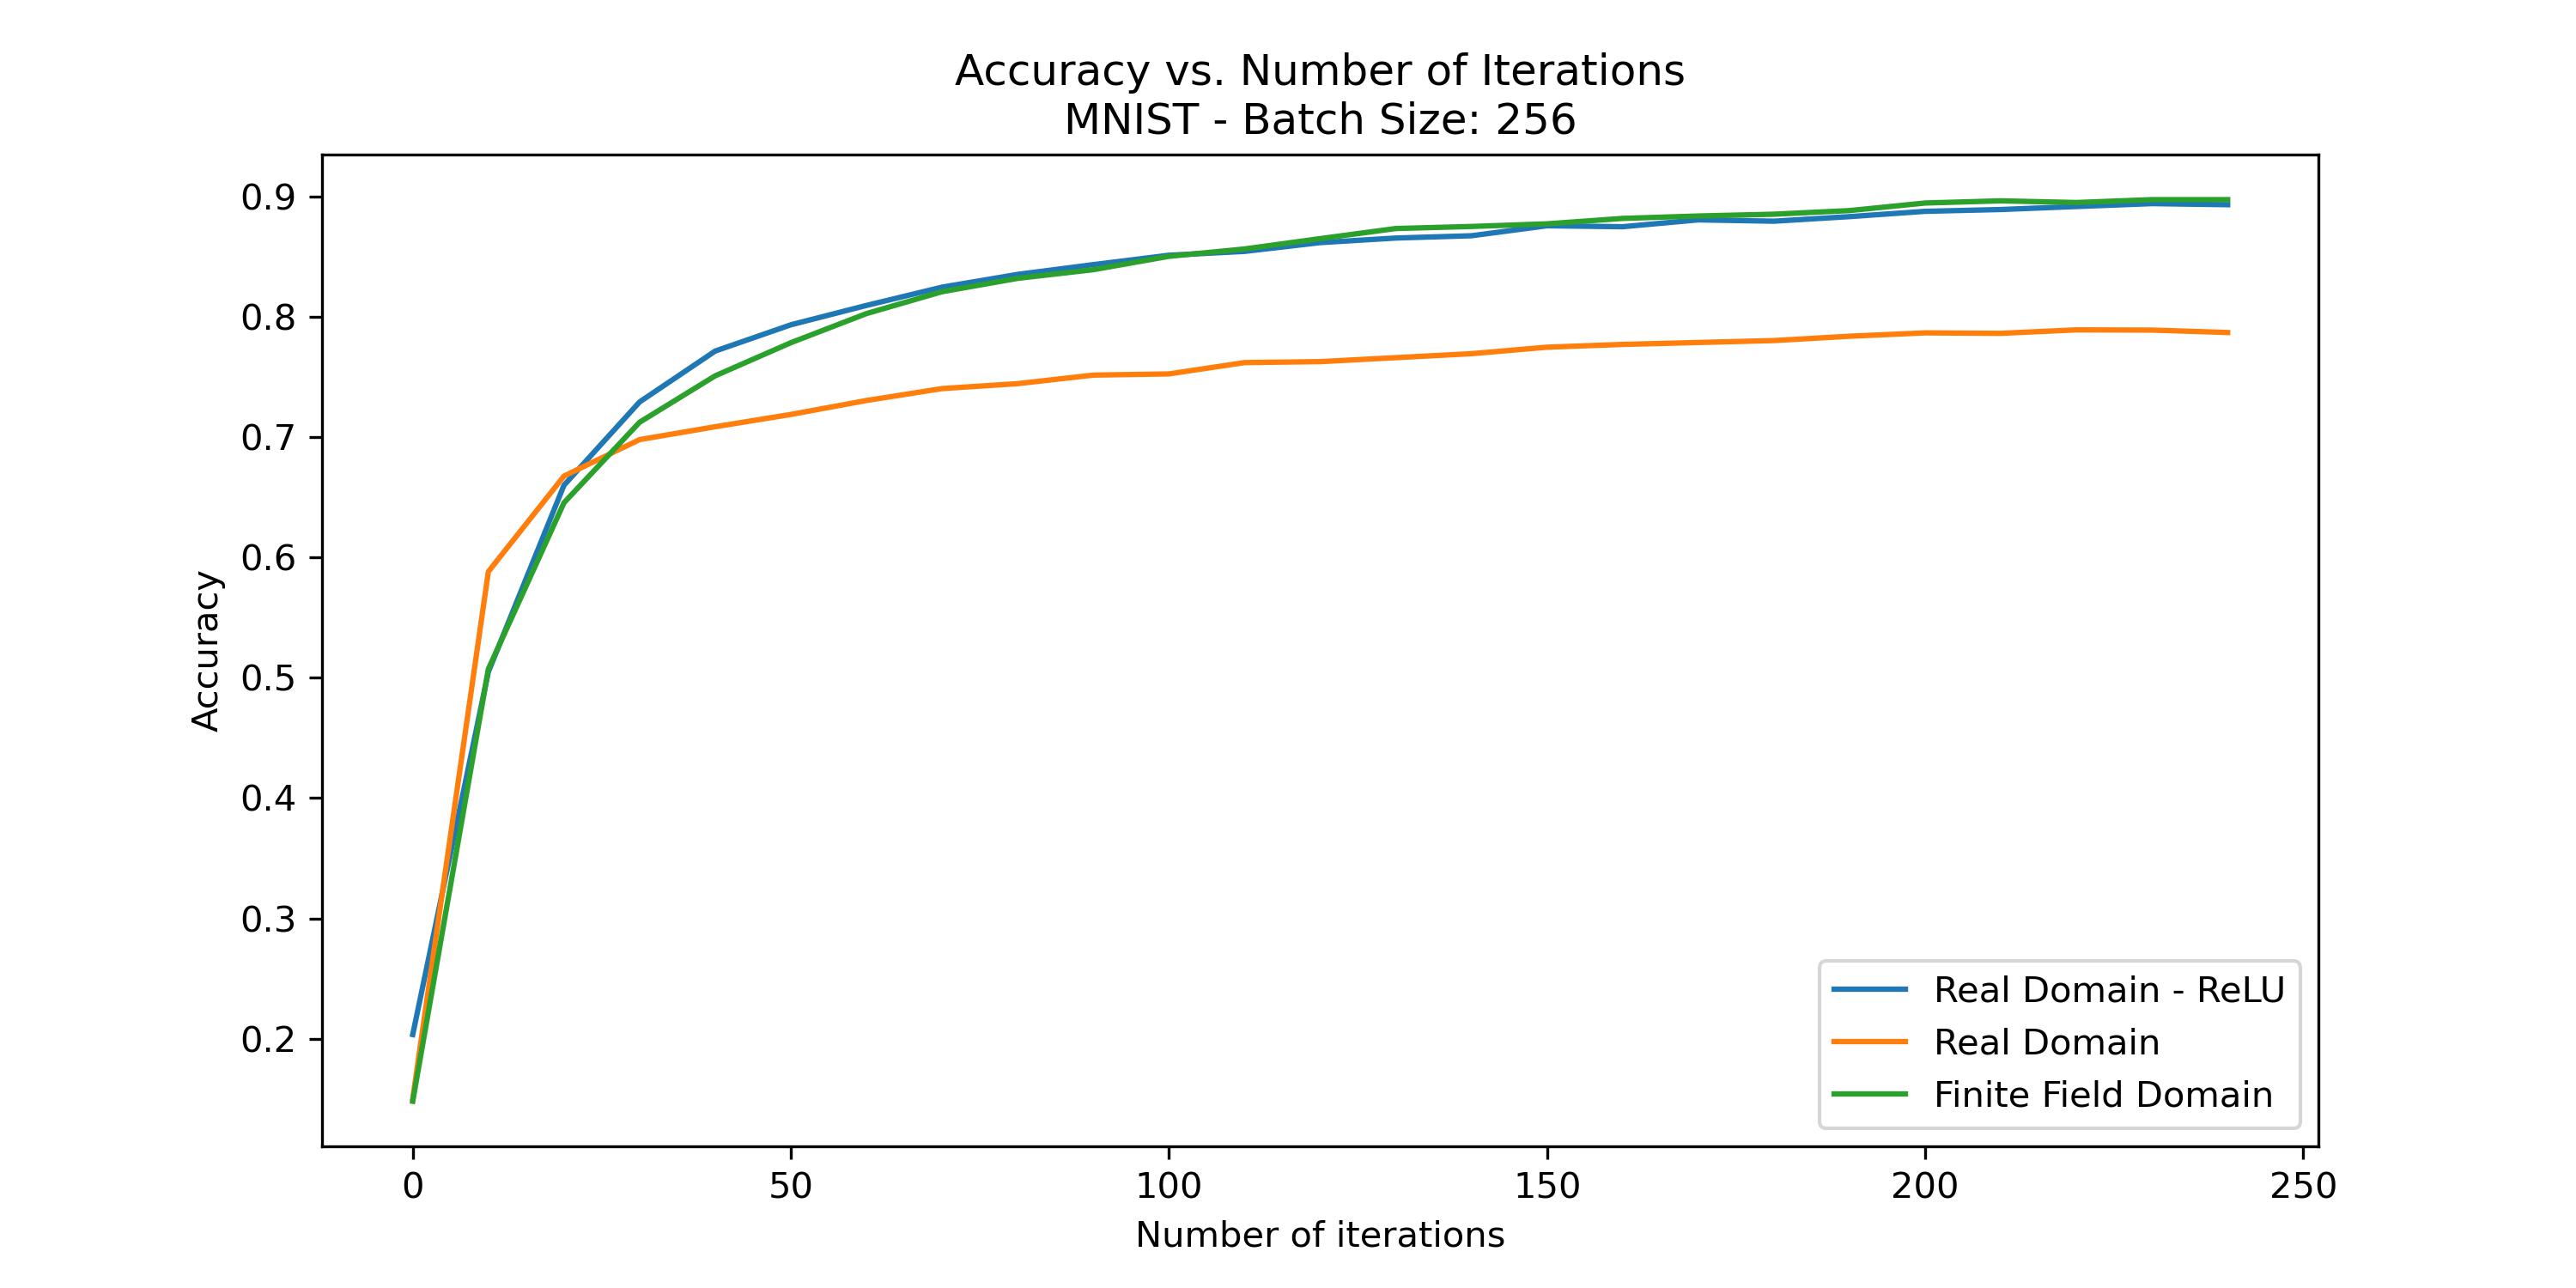 Accuracy vs. Number of Iterations
MNIST - Batch Size: 256
0.9
0.8
0.7
0.6
0.5
0.4
0.3
0.2
Accuracy
Real Domain - ReLU
Real Domain
Finite Field Domain
0 50 100 150 200 250
Number of iterations